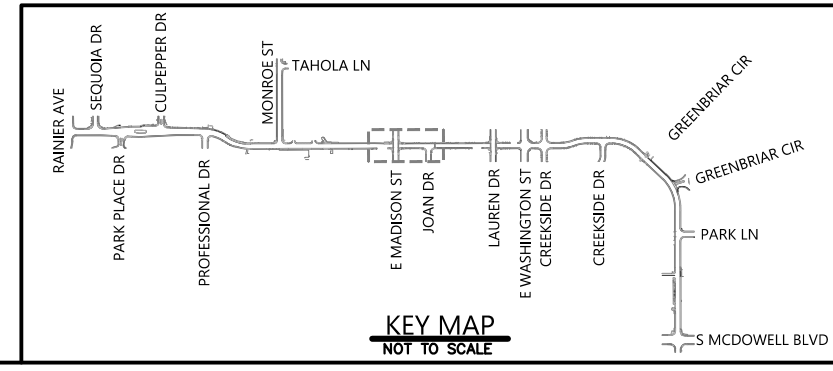 RAINIER AVE
SEQUOIA DR
PARK PLACE DR
CULPEPPER DR
PROFESSIONAL DR
MONROE ST
TAHOLA LN
E MADISON ST
JOAN DR
LAUREN DR
E WASHINGTON ST
CREEKSIDE DR
CREEKSIDE DR
GREENBRIAR CIR
GREENBRIAR CIR
PARK LN
S MCDOWELL BLVD
KEY MAP
NOT TO SCALE